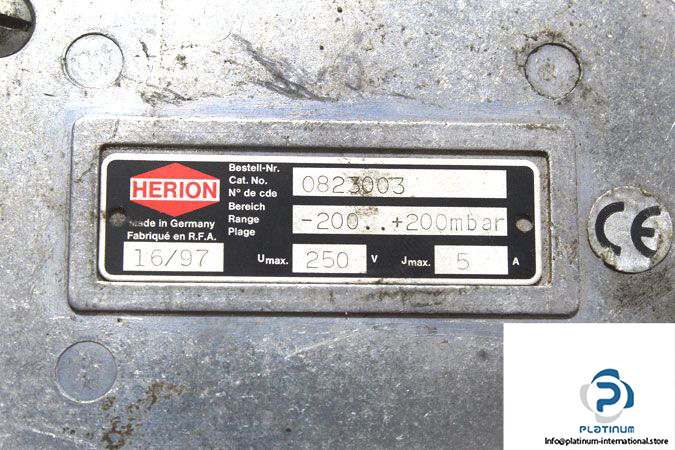 HERION
Made in Germany
Fabriqué en R.F.A.
16/97
Bestell-Nr.
Cat. No.
N° de cde
0823003
Bereich
Range
Plage
-200..+200mbar
Umax. 250 V Jmax. 5 A
CE
PLATINUM
Info@platinum-international.store